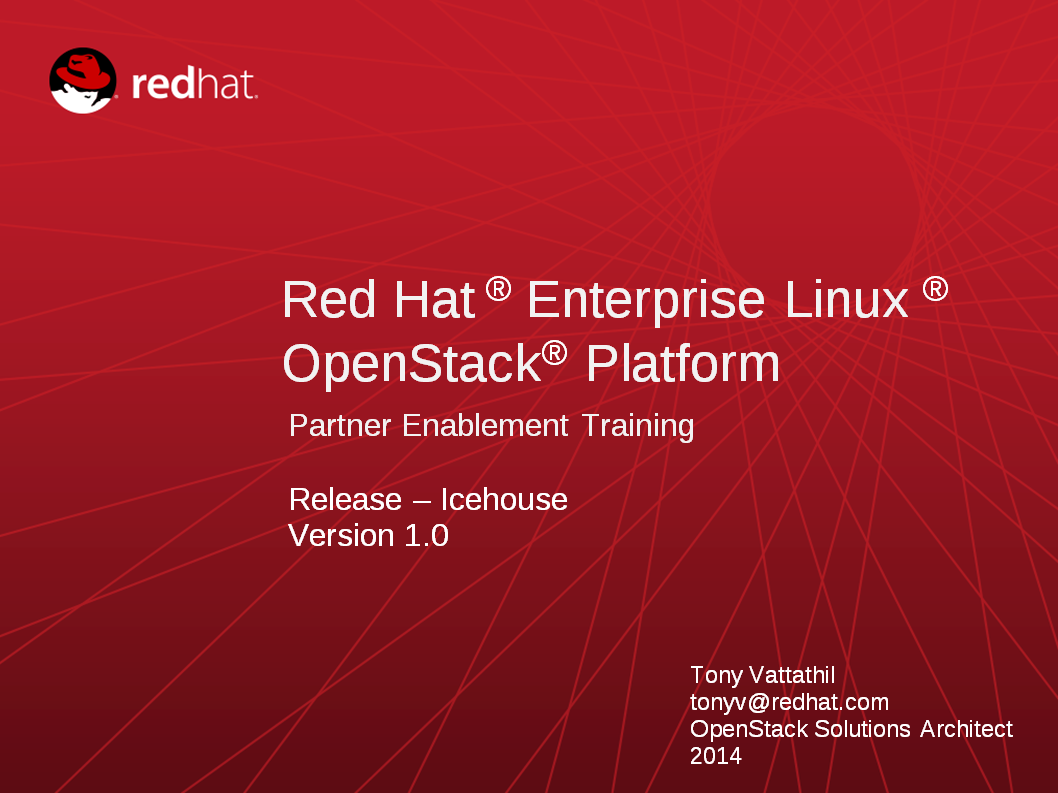 redhat.
Red Hat ® Enterprise Linux ®
OpenStack® Platform
Partner Enablement Training
Release – Icehouse
Version 1.0
Tony Vattathil
tonyv@redhat.com
OpenStack Solutions Architect
2014